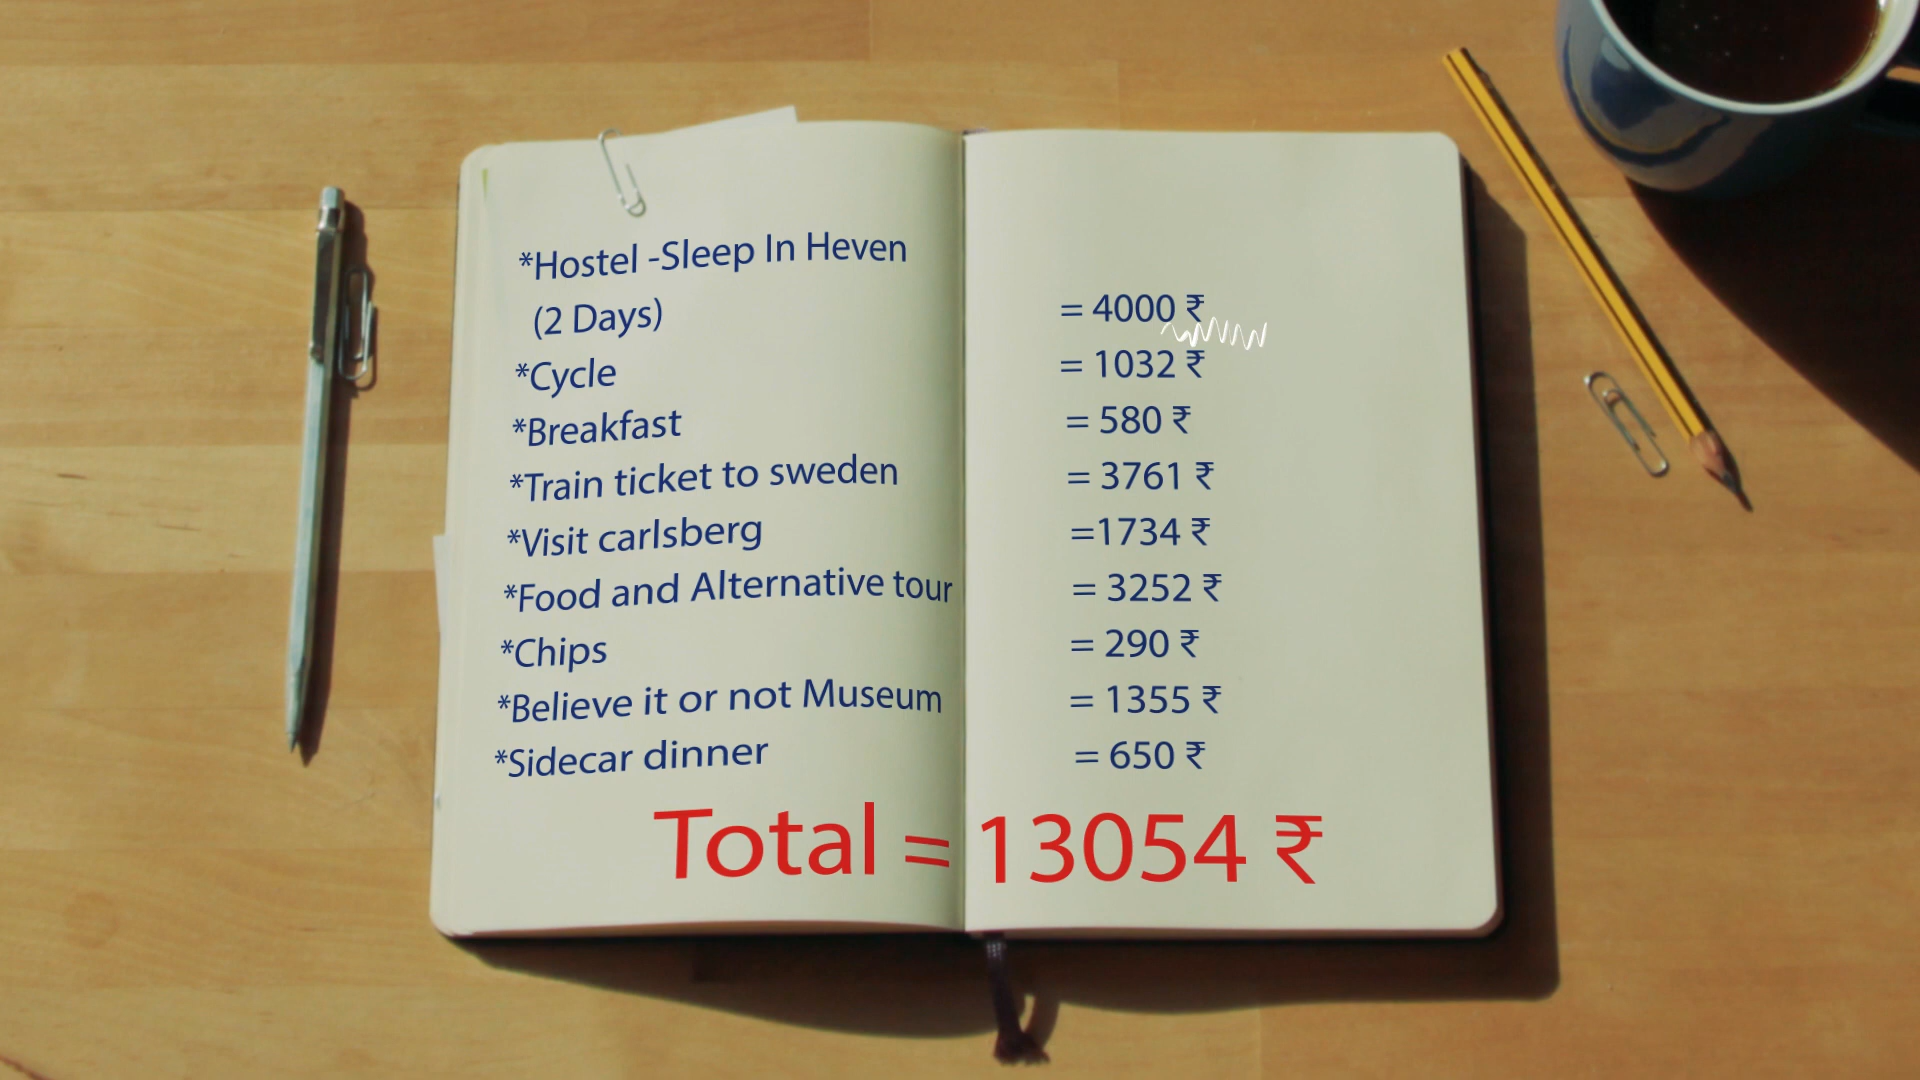 *Hostel -Sleep In Heven
(2 Days) = 4000 ₹
*Cycle = 1032 ₹
*Breakfast = 580 ₹
*Train ticket to sweden = 3761 ₹
*Visit carlsberg =1734 ₹
*Food and Alternative tour = 3252 ₹
*Chips = 290 ₹
*Believe it or not Museum = 1355 ₹
*Sidecar dinner = 650 ₹
Total = 13054 ₹